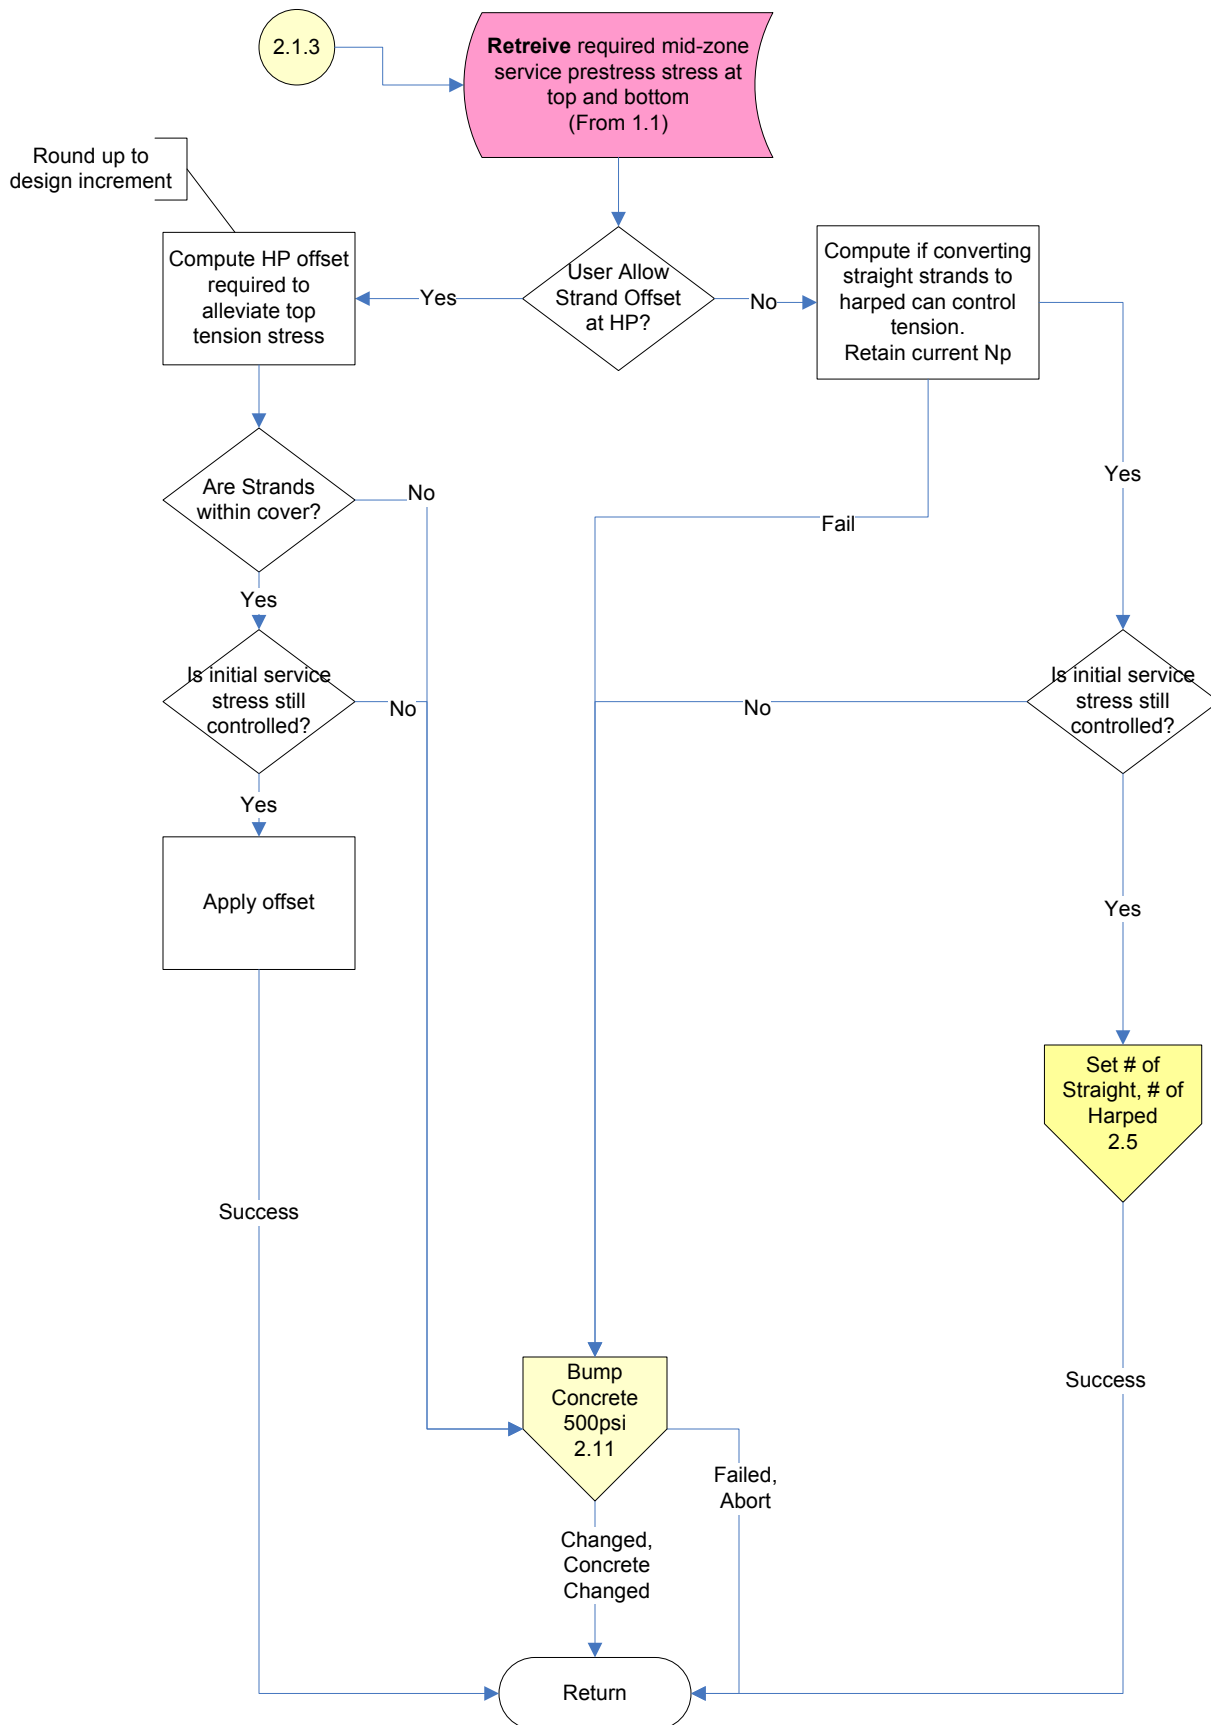 2.1.3
Retreive required mid-zone
service prestress stress at
top and bottom
(From 1.1)
Round up to
design increment
Compute HP offset
required to
alleviate top
tension stress
Yes
User Allow
Strand Offset
at HP?
No
Compute if converting
straight strands to
harped can control
tension.
Retain current Np
Are Strands
within cover?
No
Yes
Fail
Yes
Is initial service
stress still
controlled?
No
No
Is initial service
stress still
controlled?
Yes
Apply offset
Yes
Set # of
Straight, # of
Harped
2.5
Success
Bump
Concrete
500psi
2.11
Success
Failed,
Abort
Changed,
Concrete
Changed
Return